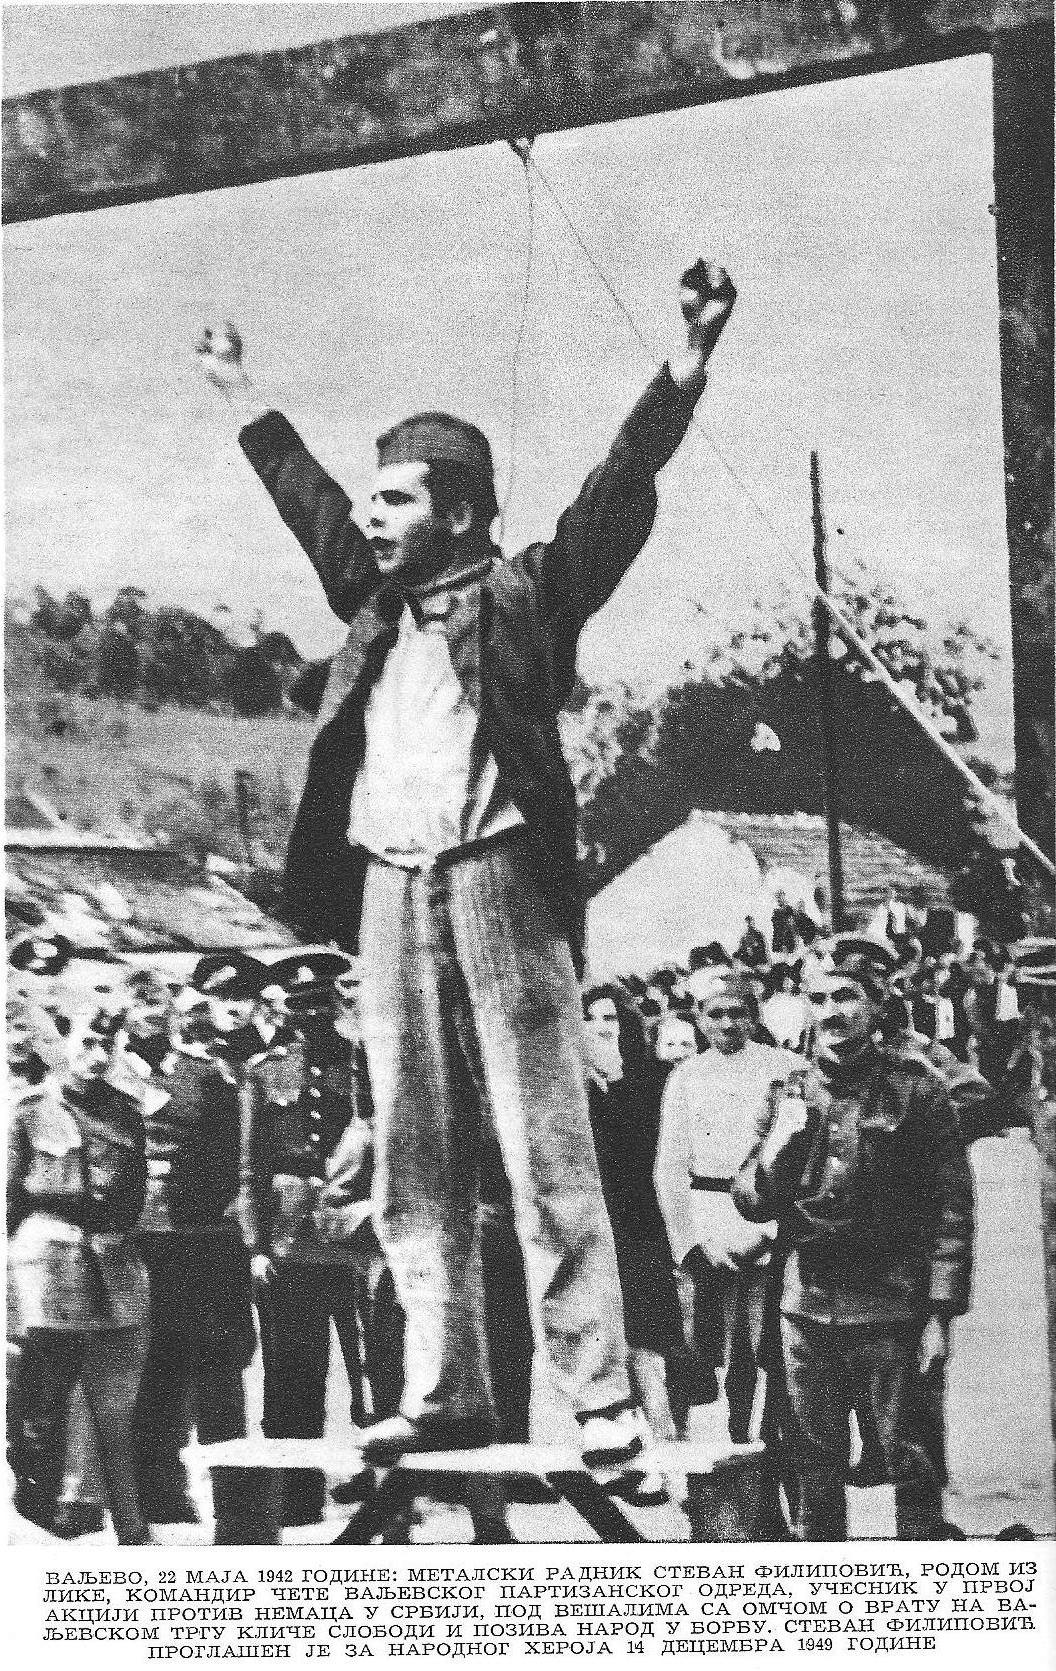 ВАЉЕВО, 22 МАЈА 1942 ГОДИНЕ: МЕТАЛСКИ РАДНИК СТЕВАН ФИЛИПОВИЋ, РОДОМ ИЗ
ЛИКЕ, КОМАНДИР ЧЕТЕ ВАЉЕВСКОГ ПАРТИЗАНСКОГ ОДРЕДА, УЧЕСНИК У ПРВОЈ
АКЦИЈИ ПРОТИВ НЕМАЦА У СРБИЈИ, ПОД ВЕШАЛИМА СА ОМЧОМ О ВРАТУ НА ВА-
ЉЕВСКОМ ТРГУ КЛИЧЕ СЛОБОДИ И ПОЗИВА НАРОД У БОРБУ. СТЕВАН ФИЛИПОВИЋ
ПРОГЛАШЕН ЈЕ ЗА НАРОДНОГ ХЕРОЈА 14 ДЕЦЕМБРА 1949 ГОДИНЕ